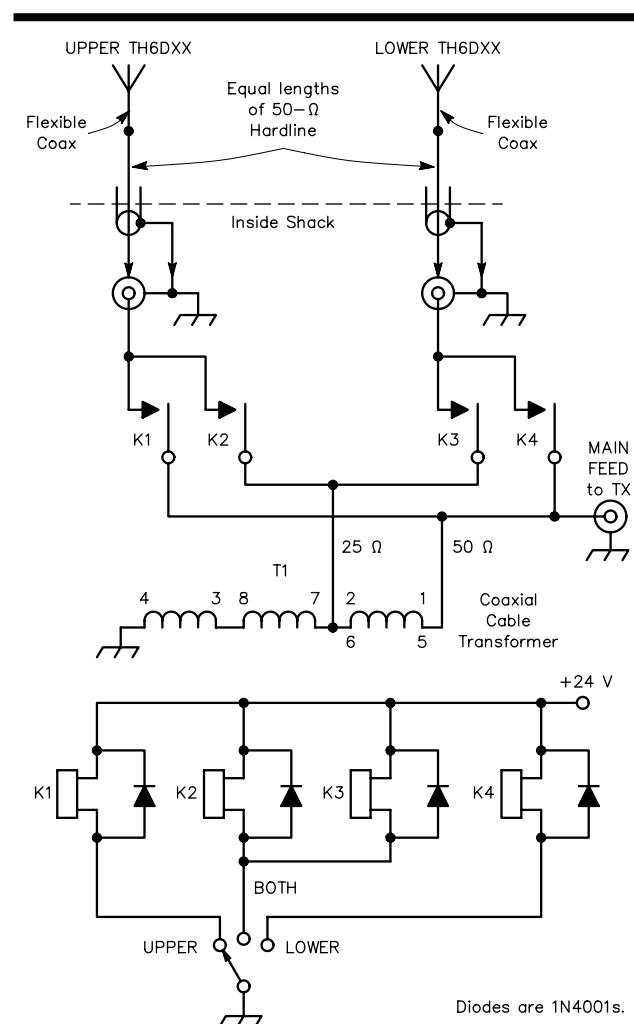 UPPER TH6DXX
LOWER TH6DXX
Equal lengths
of 50-Ω
Hardline
Flexible
Coax
Flexible
Coax
Inside Shack
K1
K2
K3
K4
MAIN
FEED
to TX
25 Ω
50 Ω
T1
4
3
8
7
2
1
6
5
Coaxial
Cable
Transformer
+24 V
K1
K2
K3
K4
BOTH
UPPER
LOWER
Diodes are 1N4001s.